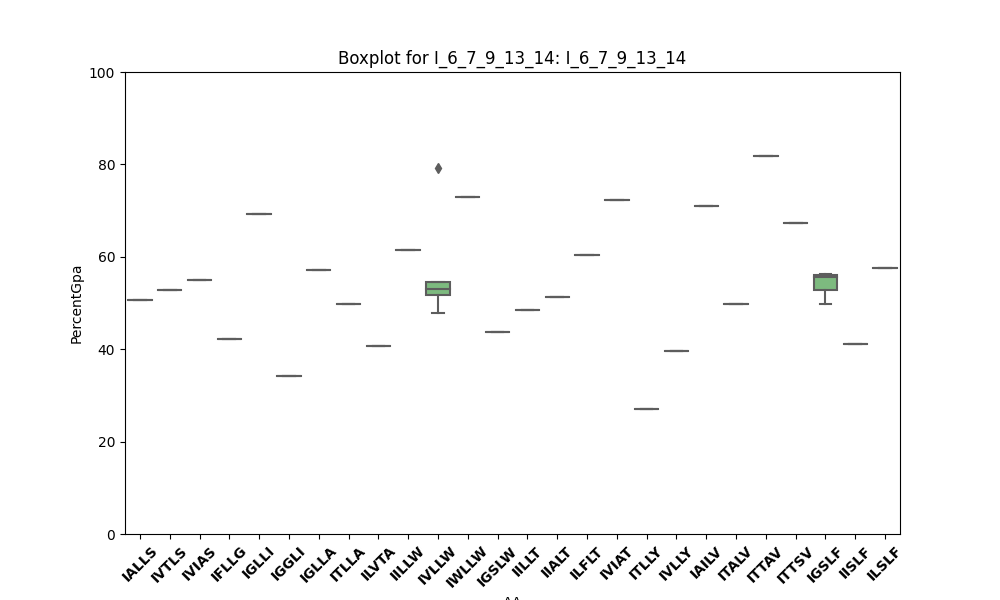 Boxplot for I_6_7_9_13_14: I_6_7_9_13_14
PercentGpa
100
80
60
40
20
0
IALLS IVTLS IVIAS IFLLG IGLLI IGGLI IGLLA ITLLA ILVTA IILLW IVLLW IWLLW IGSLW IILLT IIALT ILFLT IVIAT ITLLY IVLLY IAILV ITALV ITTAV ITTSV IGSLF IISLF ILSLF
AA